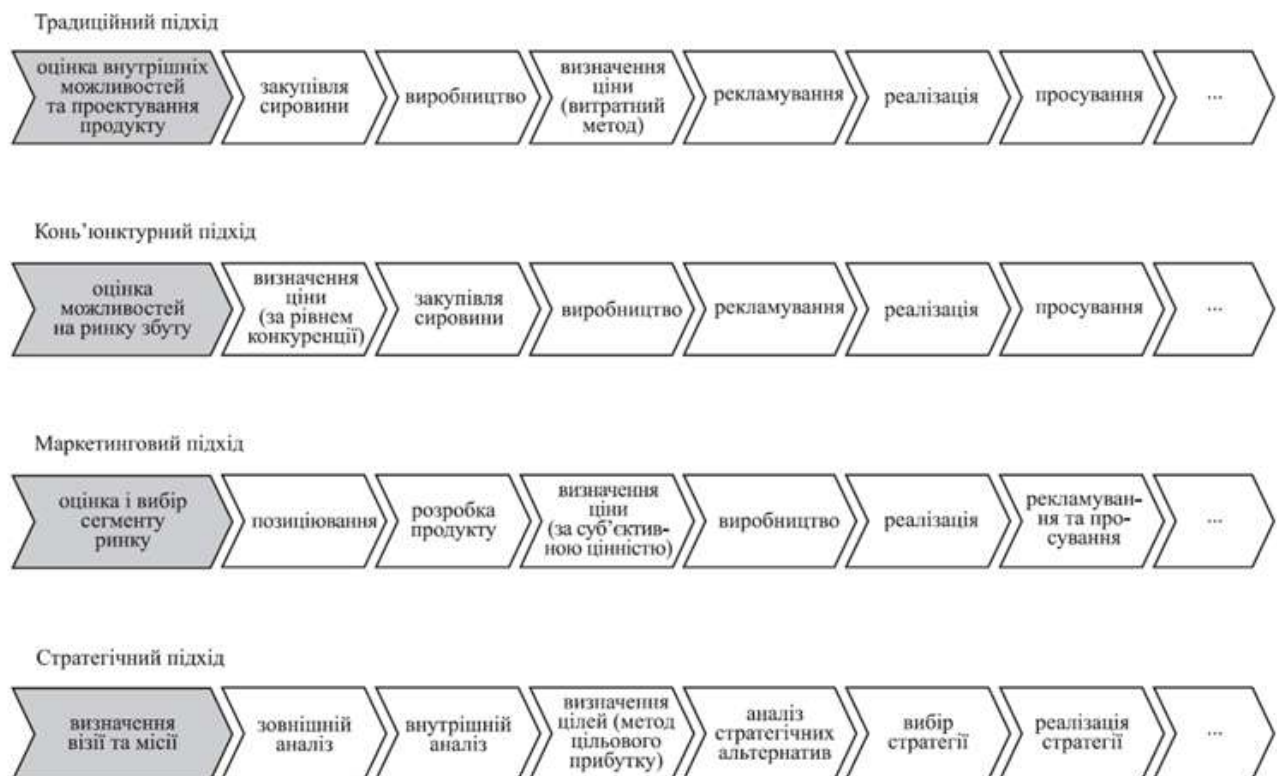 Традиційний підхід
оцінка внутрішніх
можливостей
та проектування
продукту
закупівля
сировини
виробництво
визначення
ціни
(витратний
метод)
рекламування
реалізація
просування
...
Кон’юнктурний підхід
оцінка
можливостей
на ринку збуту
визначення
ціни
(за рівнем
конкуренції)
закупівля
сировини
виробництво
рекламування
реалізація
просування
...
Маркетинговий підхід
оцінка і вибір
сегменту
ринку
позиціювання
розробка
продукту
визначення
ціни
(за суб’єктив-
ною цінністю)
виробництво
реалізація
рекламуван-
ня та про-
сування
...
Стратегічний підхід
визначення
візії та місії
зовнішній
аналіз
внутрішній
аналіз
визначення
цілей (метод
цільового
прибутку)
аналіз
стратегічних
альтернатив
вибір
стратегії
реалізація
стратегії
...